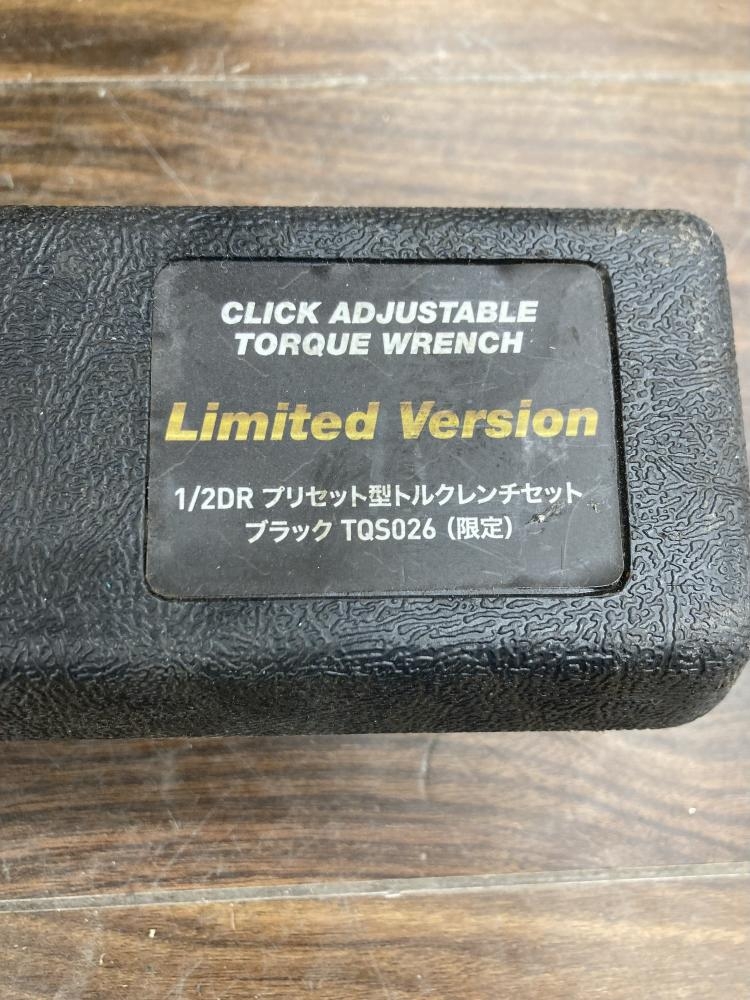 CLICK ADJUSTABLE
TORQUE WRENCH
Limited Version
1/2DR プリセット型トルクレンチセット
ブラック TQS026（限定）